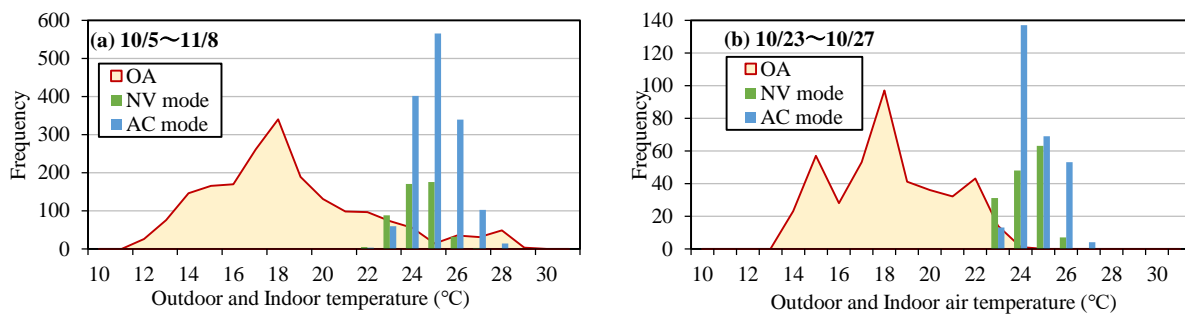 (a) 10/5～11/8
OA
NV mode
AC mode
Frequency
600
500
400
300
200
100
0
10 12 14 16 18 20 22 24 26 28 30
Outdoor and Indoor temperature (℃)
(b) 10/23～10/27
OA
NV mode
AC mode
Frequency
140
120
100
80
60
40
20
0
10 12 14 16 18 20 22 24 26 28 30
Outdoor and Indoor air temperature (℃)